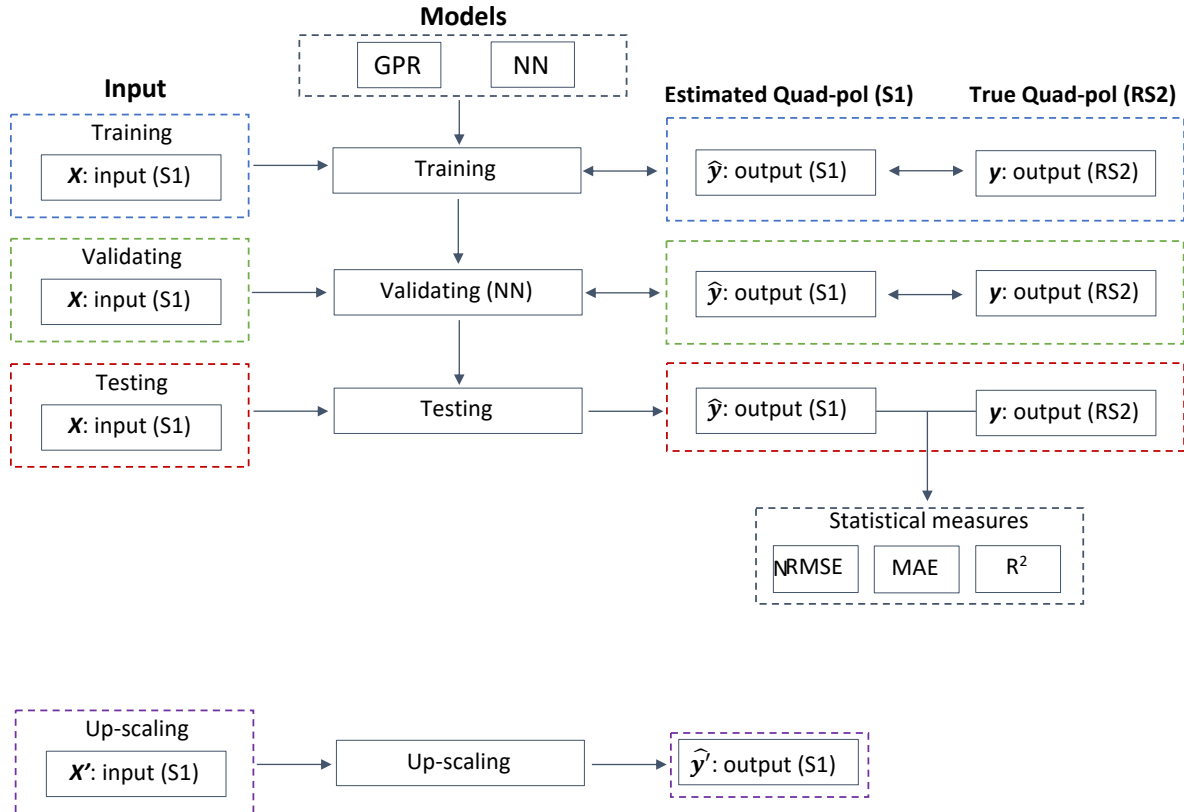 Models
GPR
NN
Input
Estimated Quad-pol (S1)
True Quad-pol (RS2)
Training
X: input (S1)
Training
ŷ: output (S1)
y: output (RS2)
Validating
X: input (S1)
Validating (NN)
ŷ: output (S1)
y: output (RS2)
Testing
X: input (S1)
Testing
ŷ: output (S1)
y: output (RS2)
Statistical measures
NRMSE
MAE
R²
Up-scaling
X′: input (S1)
Up-scaling
ŷ′: output (S1)